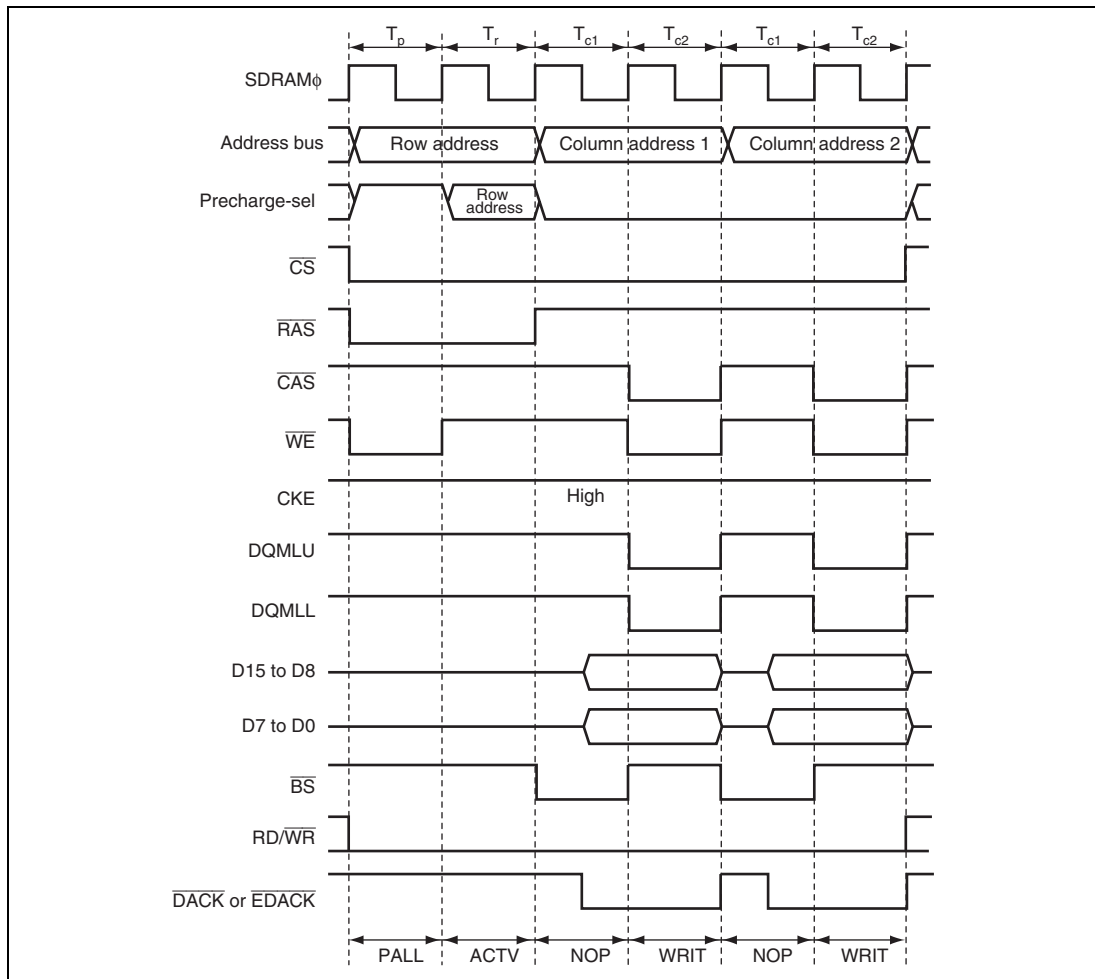 Tp Tr Tc1 Tc2 Tc1 Tc2
SDRAMϕ
Address bus Row address Column address 1 Column address 2
Precharge-sel Row address
CS
RAS
CAS
WE
CKE High
DQMLU
DQMLL
D15 to D8
D7 to D0
BS
RD/WR
DACK or EDACK
PALL ACTV NOP WRIT NOP WRIT